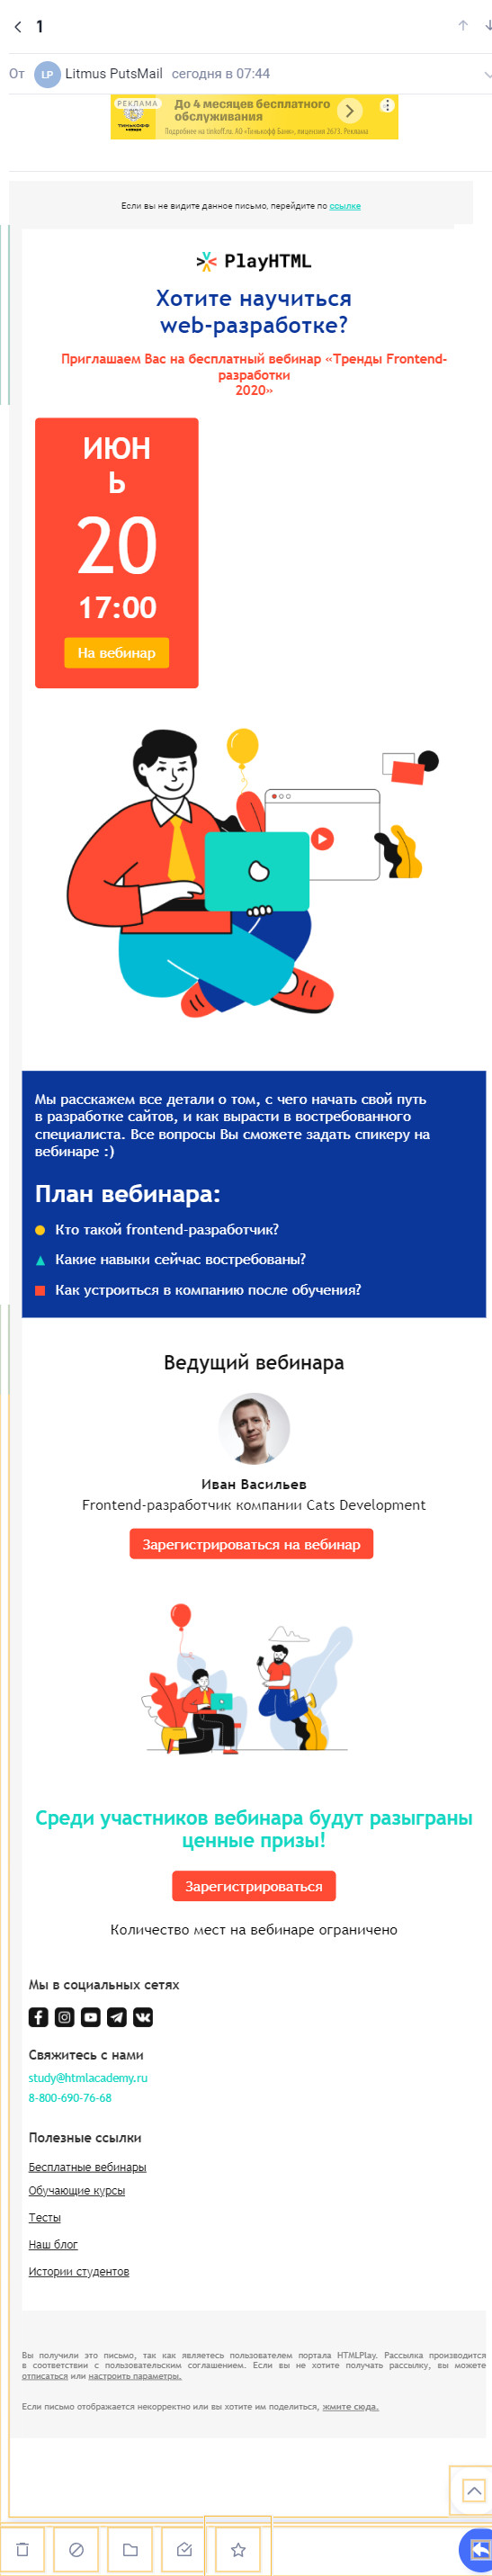 1
От LP Litmus PutsMail сегодня в 07:44
РЕКЛАМА
До 4 месяцев бесплатного
обслуживания
ТИНЬКОФФ
Подробнее на tinkoff.ru. АО «Тинькофф Банк», лицензия 2673. Реклама
Если вы не видите данное письмо, перейдите по ссылке
PlayHTML
Хотите научиться
web-разработке?
Приглашаем Вас на бесплатный вебинар «Тренды Frontend-
разработки
2020»
ИЮН
Ь
20
17:00
На вебинар
Мы расскажем все детали о том, с чего начать свой путь
в разработке сайтов, и как вырасти в востребованного
специалиста. Все вопросы Вы сможете задать спикеру на
вебинаре :)
План вебинара:
Кто такой frontend-разработчик?
Какие навыки сейчас востребованы?
Как устроиться в компанию после обучения?
Ведущий вебинара
Иван Васильев
Frontend-разработчик компании Cats Development
Зарегистрироваться на вебинар
Среди участников вебинара будут разыграны
ценные призы!
Зарегистрироваться
Количество мест на вебинаре ограничено
Мы в социальных сетях
Свяжитесь с нами
study@htmlacademy.ru
8-800-690-76-68
Полезные ссылки
Бесплатные вебинары
Обучающие курсы
Тесты
Наш блог
Истории студентов
Вы получили это письмо, так как являетесь пользователем портала HTMLPlay. Рассылка производится
в соответствии с пользовательским соглашением. Если вы не хотите получать рассылку, вы можете
отписаться или настроить параметры.
Если письмо отображается некорректно или вы хотите им поделиться, жмите сюда.